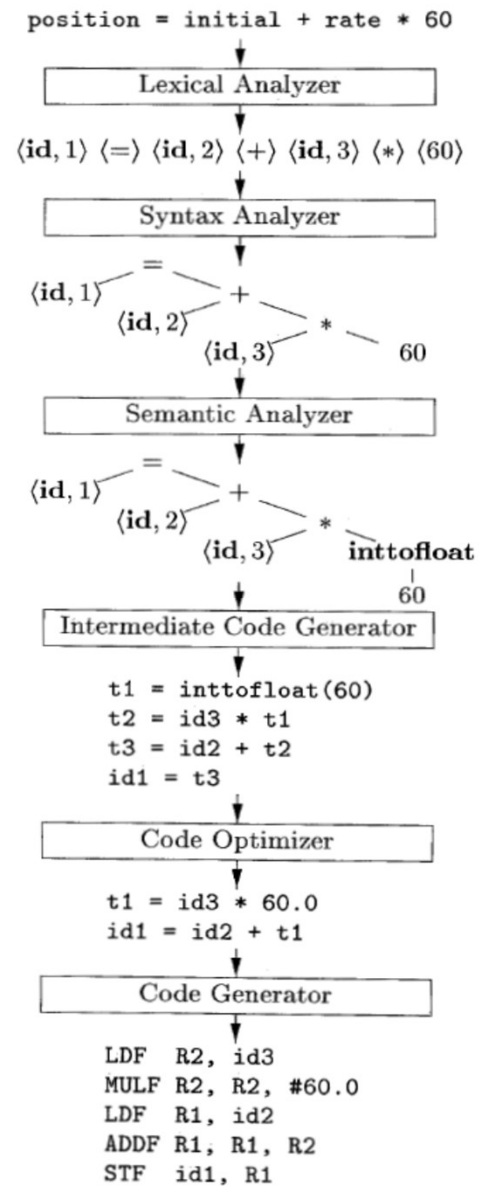 position = initial + rate * 60
Lexical Analyzer
⟨id, 1⟩ ⟨=⟩ ⟨id, 2⟩ ⟨+⟩ ⟨id, 3⟩ ⟨*⟩ ⟨60⟩
Syntax Analyzer
=
⟨id, 1⟩
+
⟨id, 2⟩
*
⟨id, 3⟩
60
Semantic Analyzer
=
⟨id, 1⟩
+
⟨id, 2⟩
*
⟨id, 3⟩
inttofloat
60
Intermediate Code Generator
t1 = inttofloat(60)
t2 = id3 * t1
t3 = id2 + t2
id1 = t3
Code Optimizer
t1 = id3 * 60.0
id1 = id2 + t1
Code Generator
LDF R2, id3
MULF R2, R2, #60.0
LDF R1, id2
ADDF R1, R1, R2
STF id1, R1